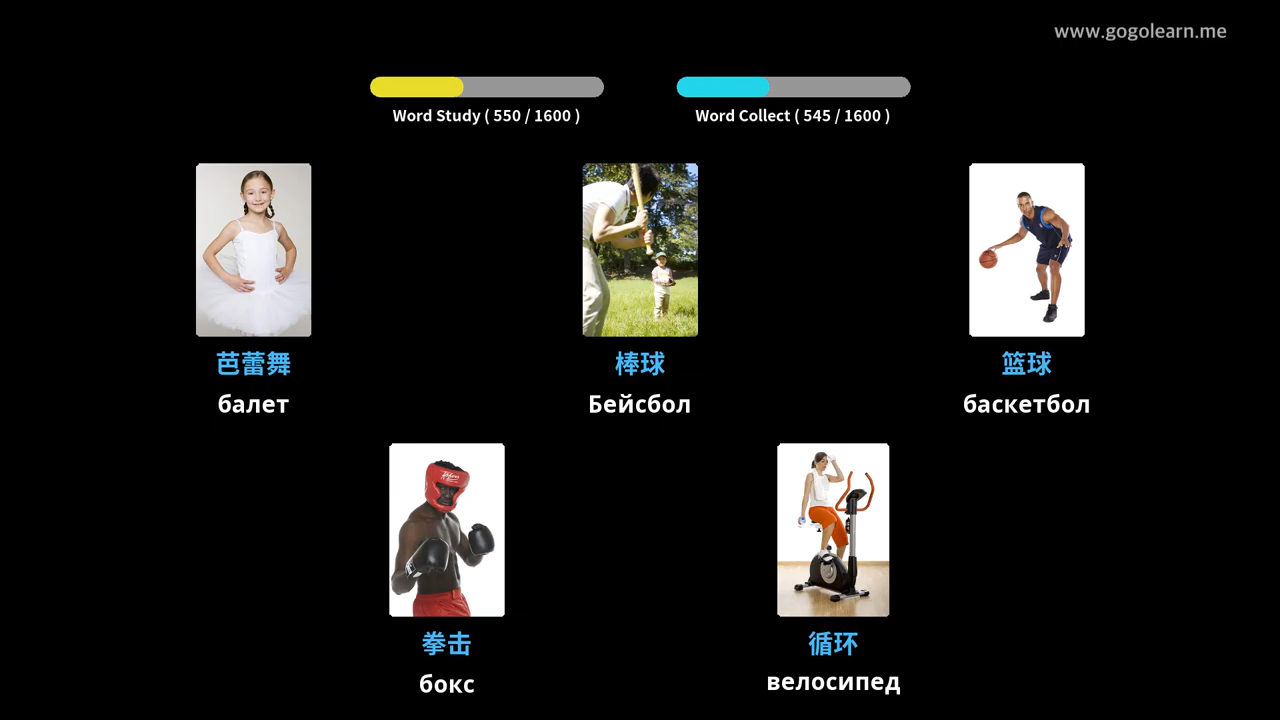 www.gogolearn.me
Word Study ( 550 / 1600 )
Word Collect ( 545 / 1600 )
芭蕾舞
балет
棒球
Бейсбол
篮球
баскетбол
拳击
бокс
循环
велосипед